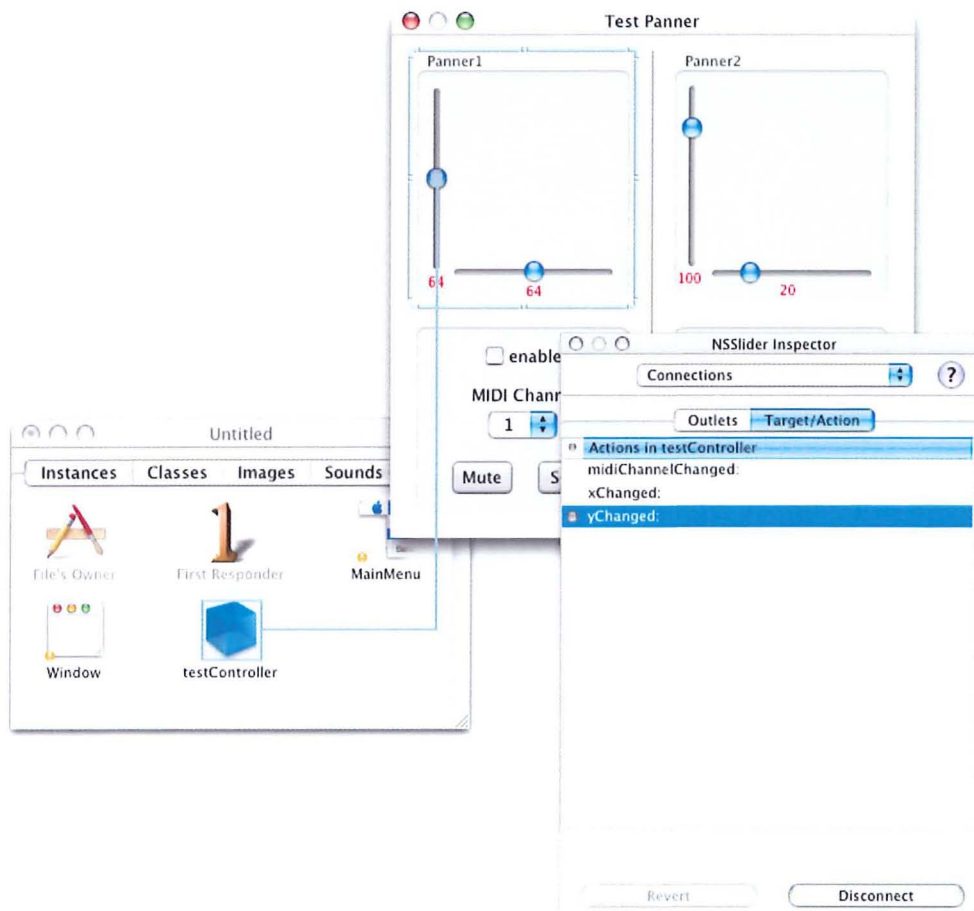 Test Panner
Panner1
Panner2
64
64
100
20
enable
MIDI Chann
1
Mute
S
NSSlider Inspector
Connections
?
Outlets Target/Action
Actions in testController
midiChannelChanged:
xChanged:
yChanged:
Revert Disconnect
Untitled
Instances Classes Images Sounds
File's Owner First Responder MainMenu
Window testController